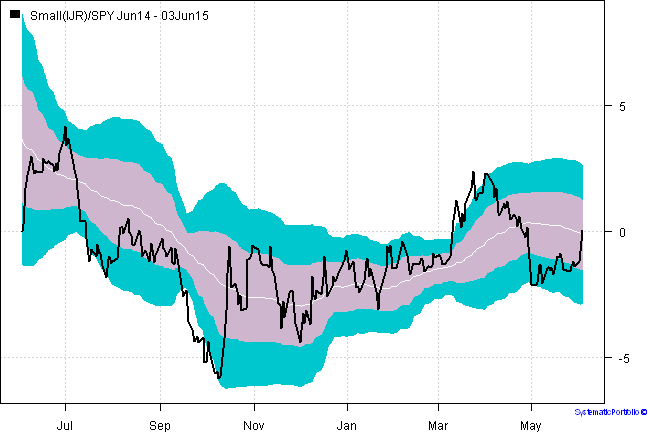 Small(IJR)/SPY Jun14 - 03Jun15
5
0
-5
Jul Sep Nov Jan Mar May
SystematicPortfolio ©